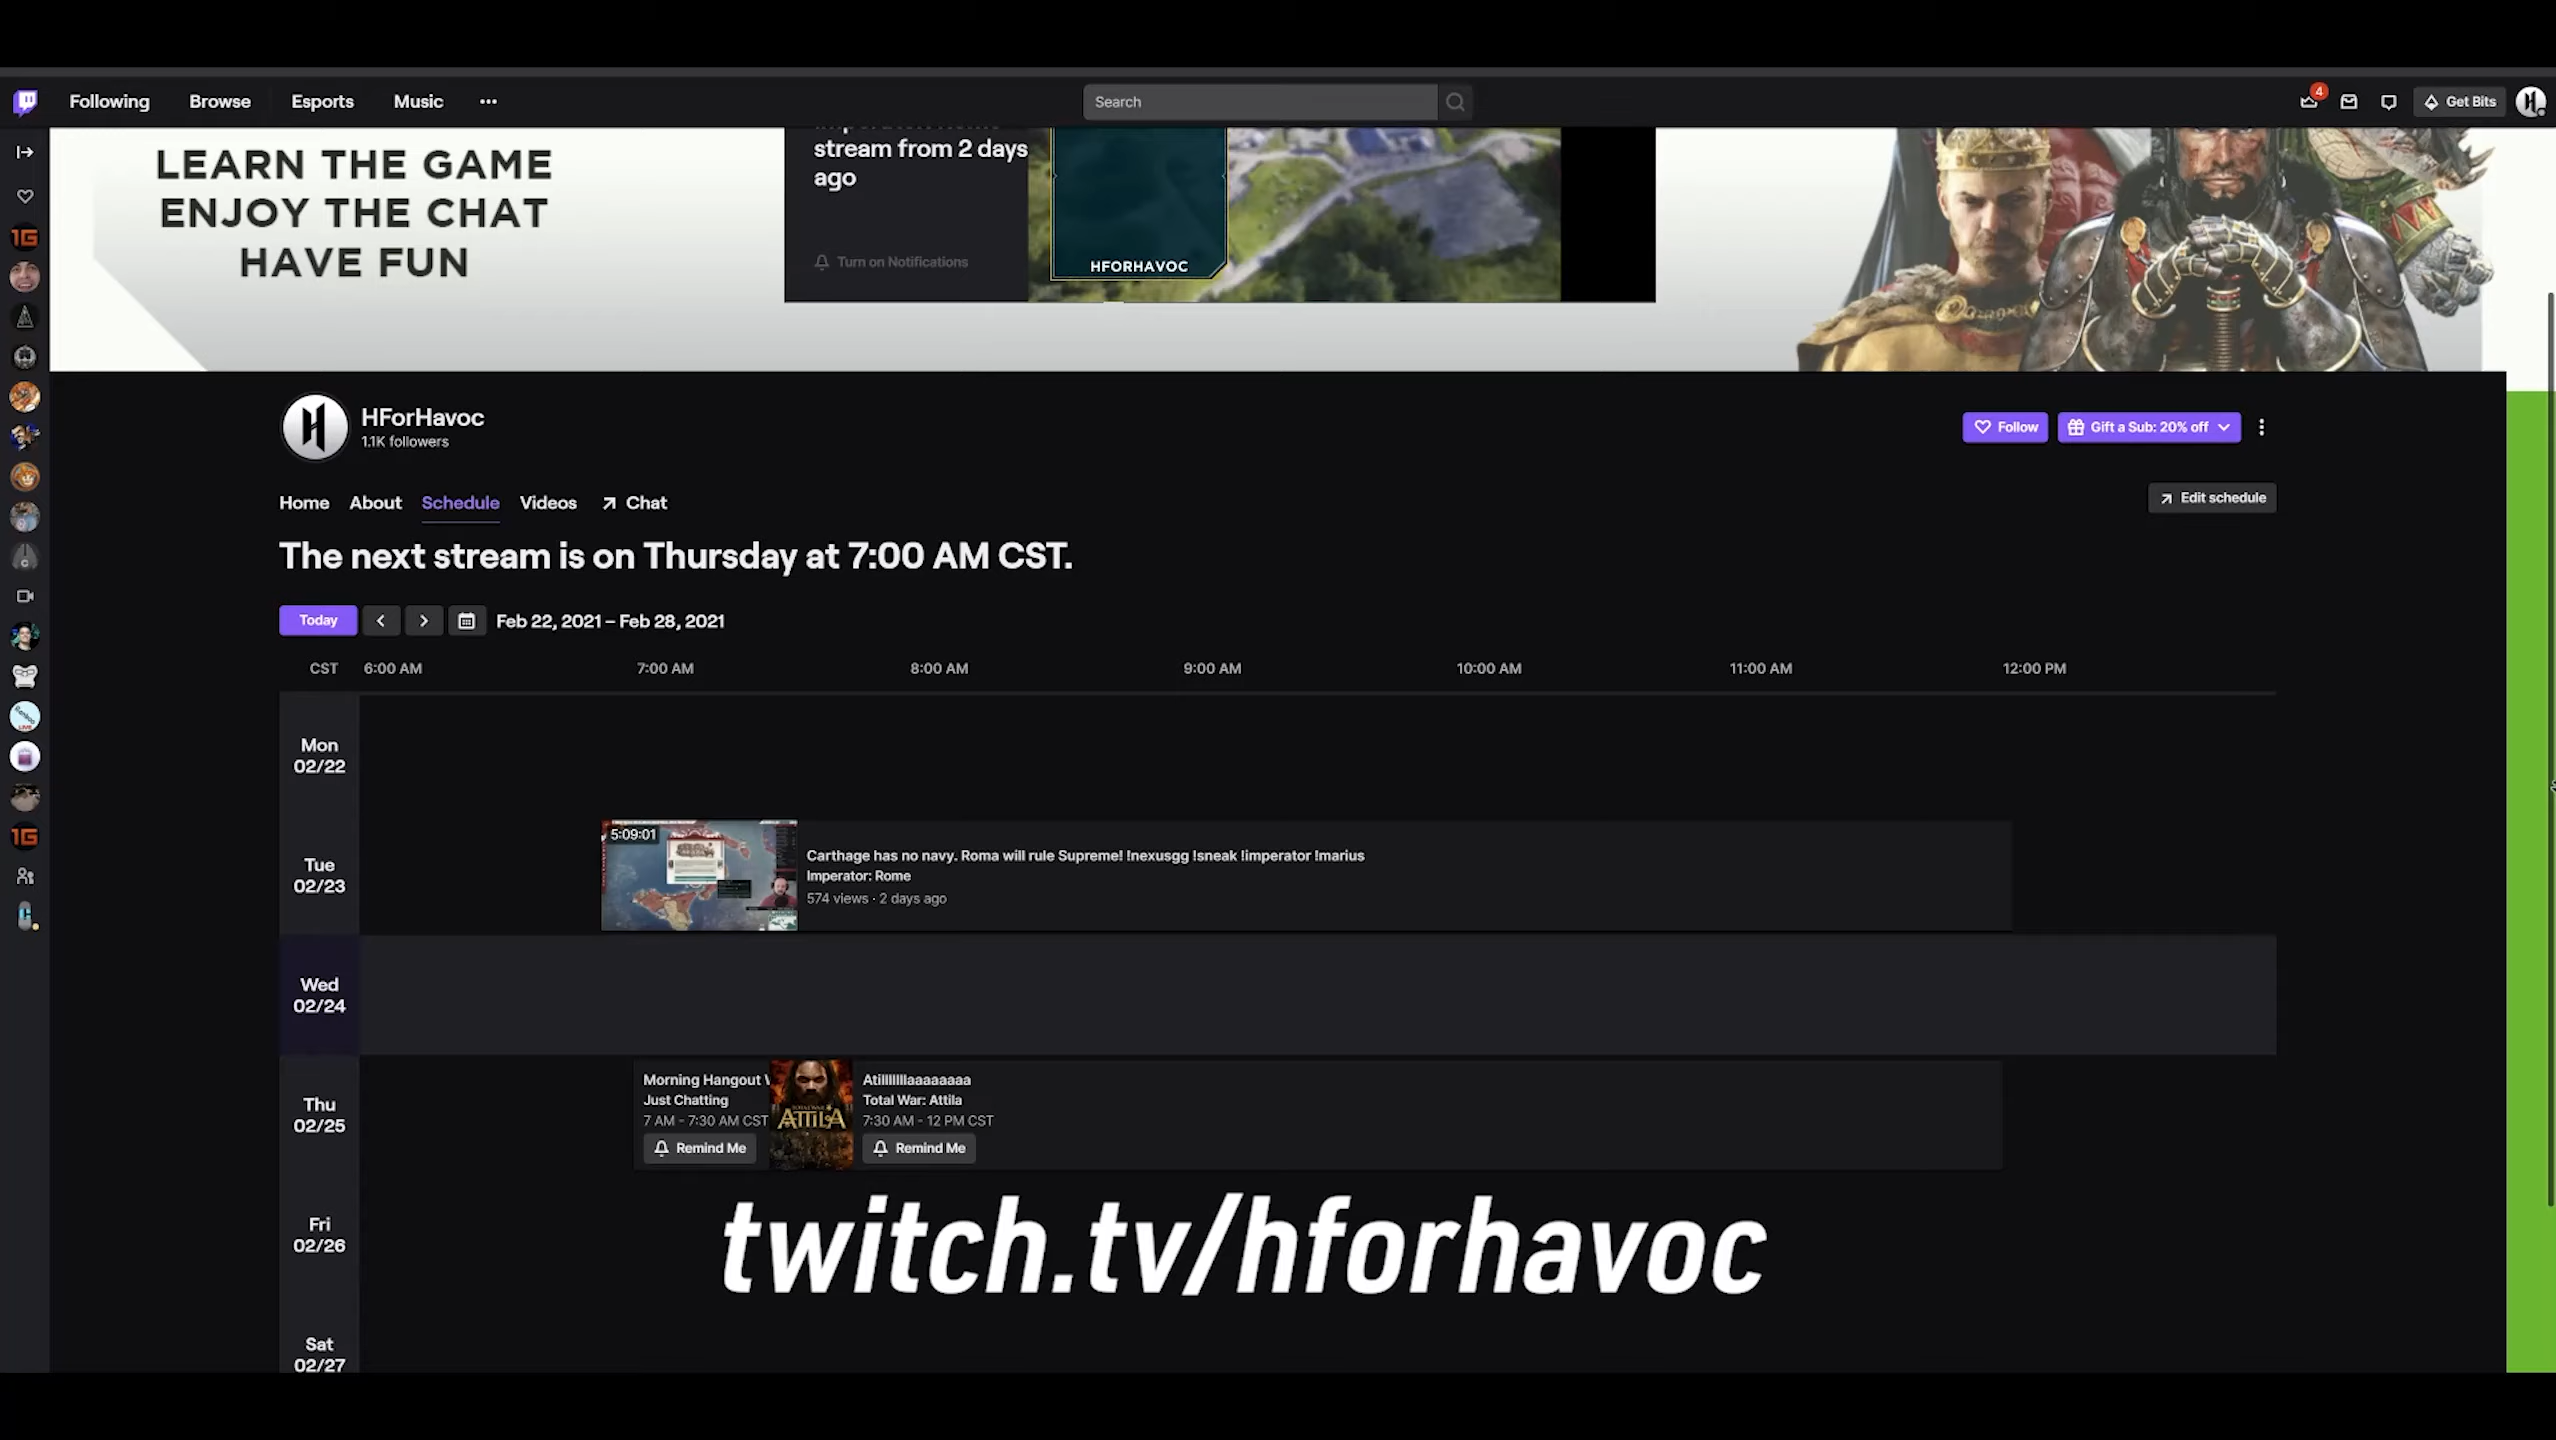 Following
Browse
Esports
Music
Search
4
Get Bits
LEARN THE GAME
ENJOY THE CHAT
HAVE FUN
stream from 2 days
ago
Turn on Notifications
HFORHAVOC
HForHavoc
1.1K followers
Follow
Gift a Sub: 20% off
Home
About
Schedule
Videos
Chat
Edit schedule
The next stream is on Thursday at 7:00 AM CST.
Today
Feb 22, 2021 – Feb 28, 2021
CST
6:00 AM
7:00 AM
8:00 AM
9:00 AM
10:00 AM
11:00 AM
12:00 PM
Mon
02/22
Tue
02/23
5:09:01
Carthage has no navy. Roma will rule Supreme! !nexusgg !sneak !imperator !marius
Imperator: Rome
574 views · 2 days ago
Wed
02/24
Thu
02/25
Morning Hangout
Just Chatting
7 AM - 7:30 AM CST
Remind Me
ATTILA
Atillllllllaaaaaaaa
Total War: Attila
7:30 AM - 12 PM CST
Remind Me
Fri
02/26
twitch.tv/hforhavoc
Sat
02/27
1G
1G